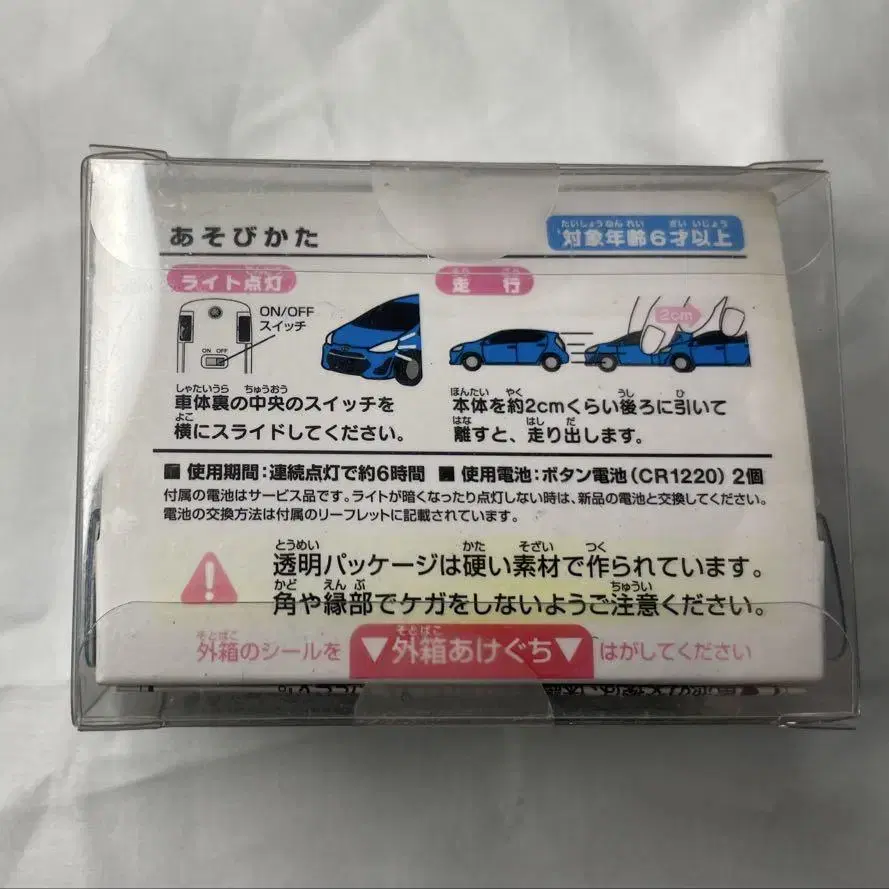 あそびかた
たいしょうねんれい さいいじょう
対象年齢6才以上
てんとう
ライト点灯
そう こう
走行
ON/OFF
スイッチ
ON OFF
2cm
しゃたいうら ちゅうおう
車体裏の中央のスイッチを
よこ
横にスライドしてください。
ほんたい やく うし ひ
本体を約2cmくらい後ろに引いて
はな はし だ
離すと、走り出します。
■ 使用期間:連続点灯で約6時間 ■ 使用電池:ボタン電池(CR1220)2個
付属の電池はサービス品です。ライトが暗くなったり点灯しない時は、新品の電池と交換してください。
電池の交換方法は付属のリーフレットに記載されています。
とうめい かた そざい つく
透明パッケージは硬い素材で作られています。
かど えんぶ ちゅうい
角や縁部でケガをしないようご注意ください。
そとばこ そとばこ
外箱のシールを ▼外箱あけぐち▼ はがしてください